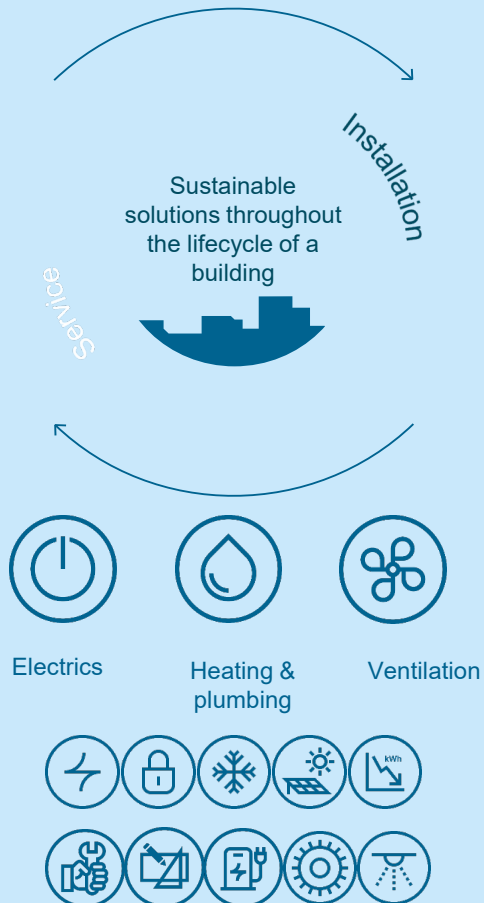 Installation
Sustainable
solutions throughout
the lifecycle of a
building
Service
Electrics
Heating &
plumbing
Ventilation
kWh